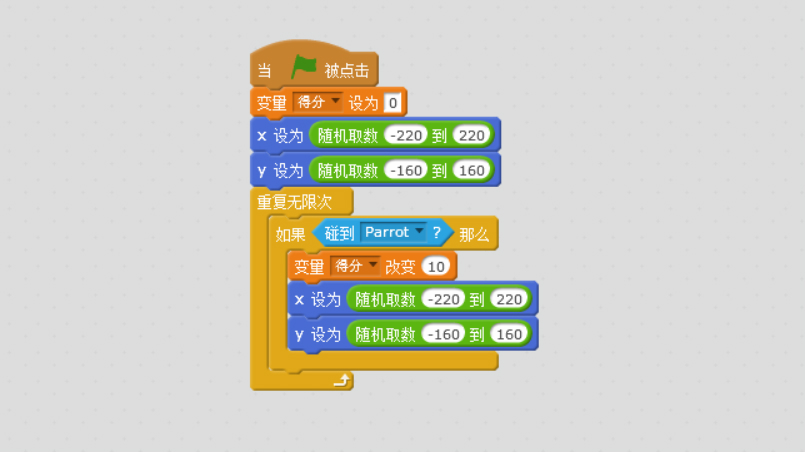 当 被点击
变量 得分 设为 0
x 设为 随机取数 -220 到 220
y 设为 随机取数 -160 到 160
重复无限次
如果 碰到 Parrot ? 那么
变量 得分 改变 10
x 设为 随机取数 -220 到 220
y 设为 随机取数 -160 到 160